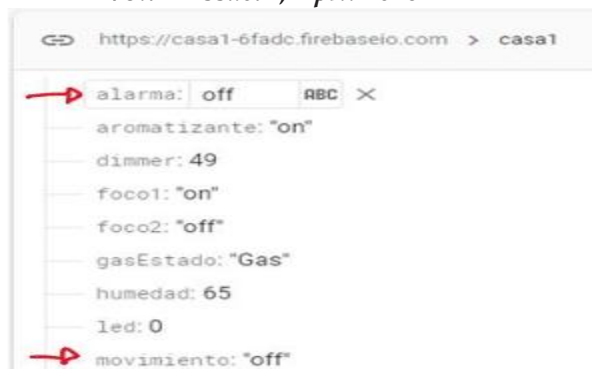 https://casa1-6fadc.firebaseio.com > casa1
alarma: off ABC ×
aromatizante: "on"
dimmer: 49
foco1: "on"
foco2: "off"
gasEstado: "Gas"
humedad: 65
led: 0
movimiento: "off"